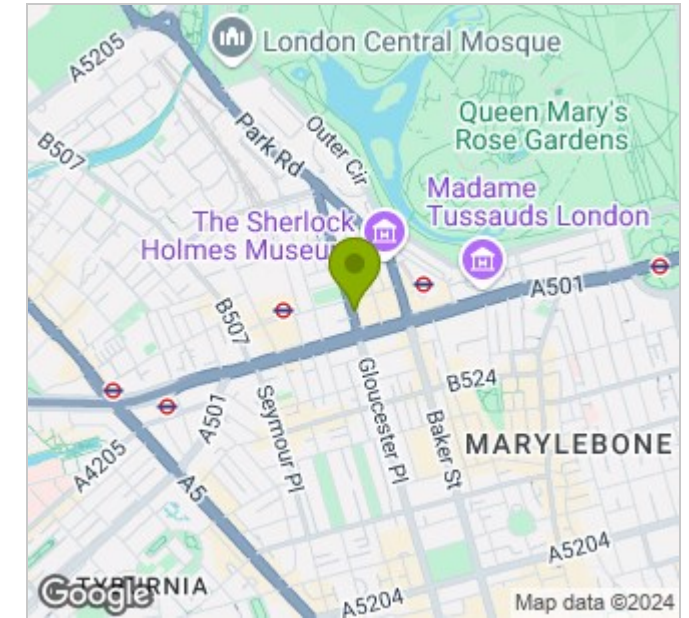 A5205
London Central Mosque
B507
Park Rd
Outer Cir
Queen Mary's
Rose Gardens
Madame
Tussauds London
The Sherlock
Holmes Museu
A501
B507
Gloucester Pl
B524
Seymour Pl
A501
Baker St
MARYLEBONE
A4205
A5
A5204
Google
TYBURNIA
A5204
Map data ©2024